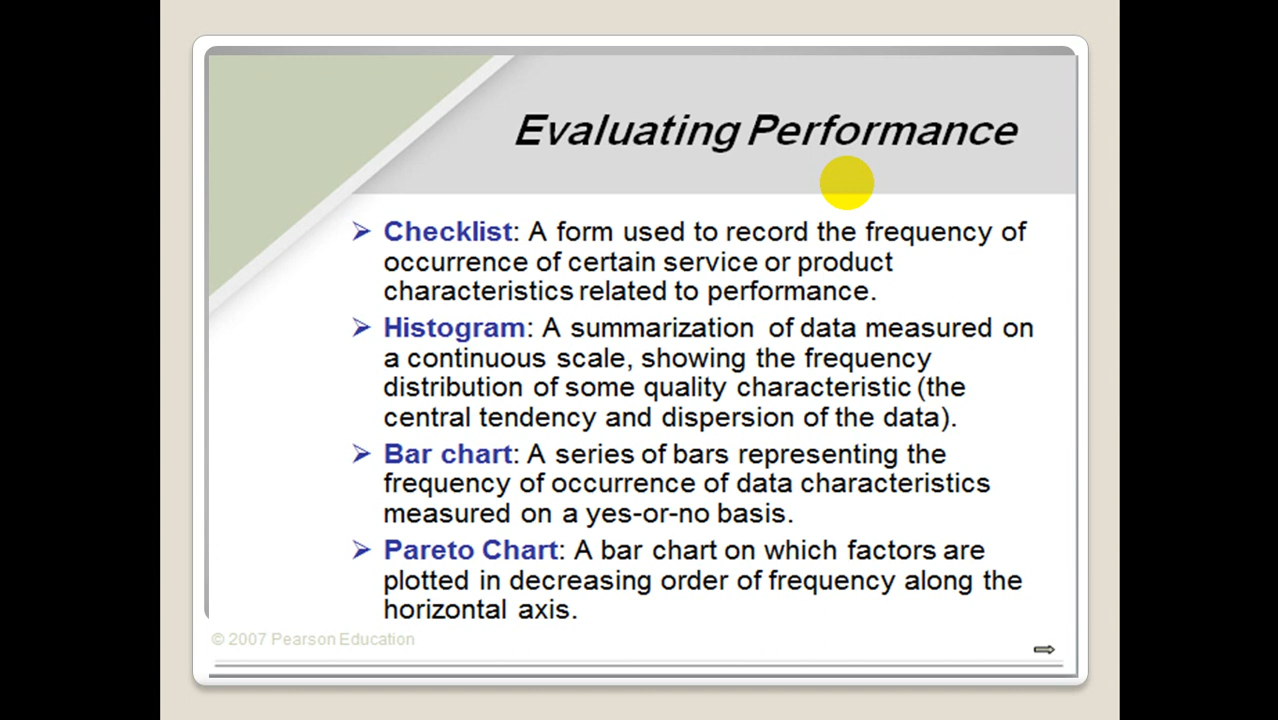 Evaluating Performance
Checklist: A form used to record the frequency of
occurrence of certain service or product
characteristics related to performance.
Histogram: A summarization of data measured on
a continuous scale, showing the frequency
distribution of some quality characteristic (the
central tendency and dispersion of the data).
Bar chart: A series of bars representing the
frequency of occurrence of data characteristics
measured on a yes-or-no basis.
Pareto Chart: A bar chart on which factors are
plotted in decreasing order of frequency along the
horizontal axis.
© 2007 Pearson Education